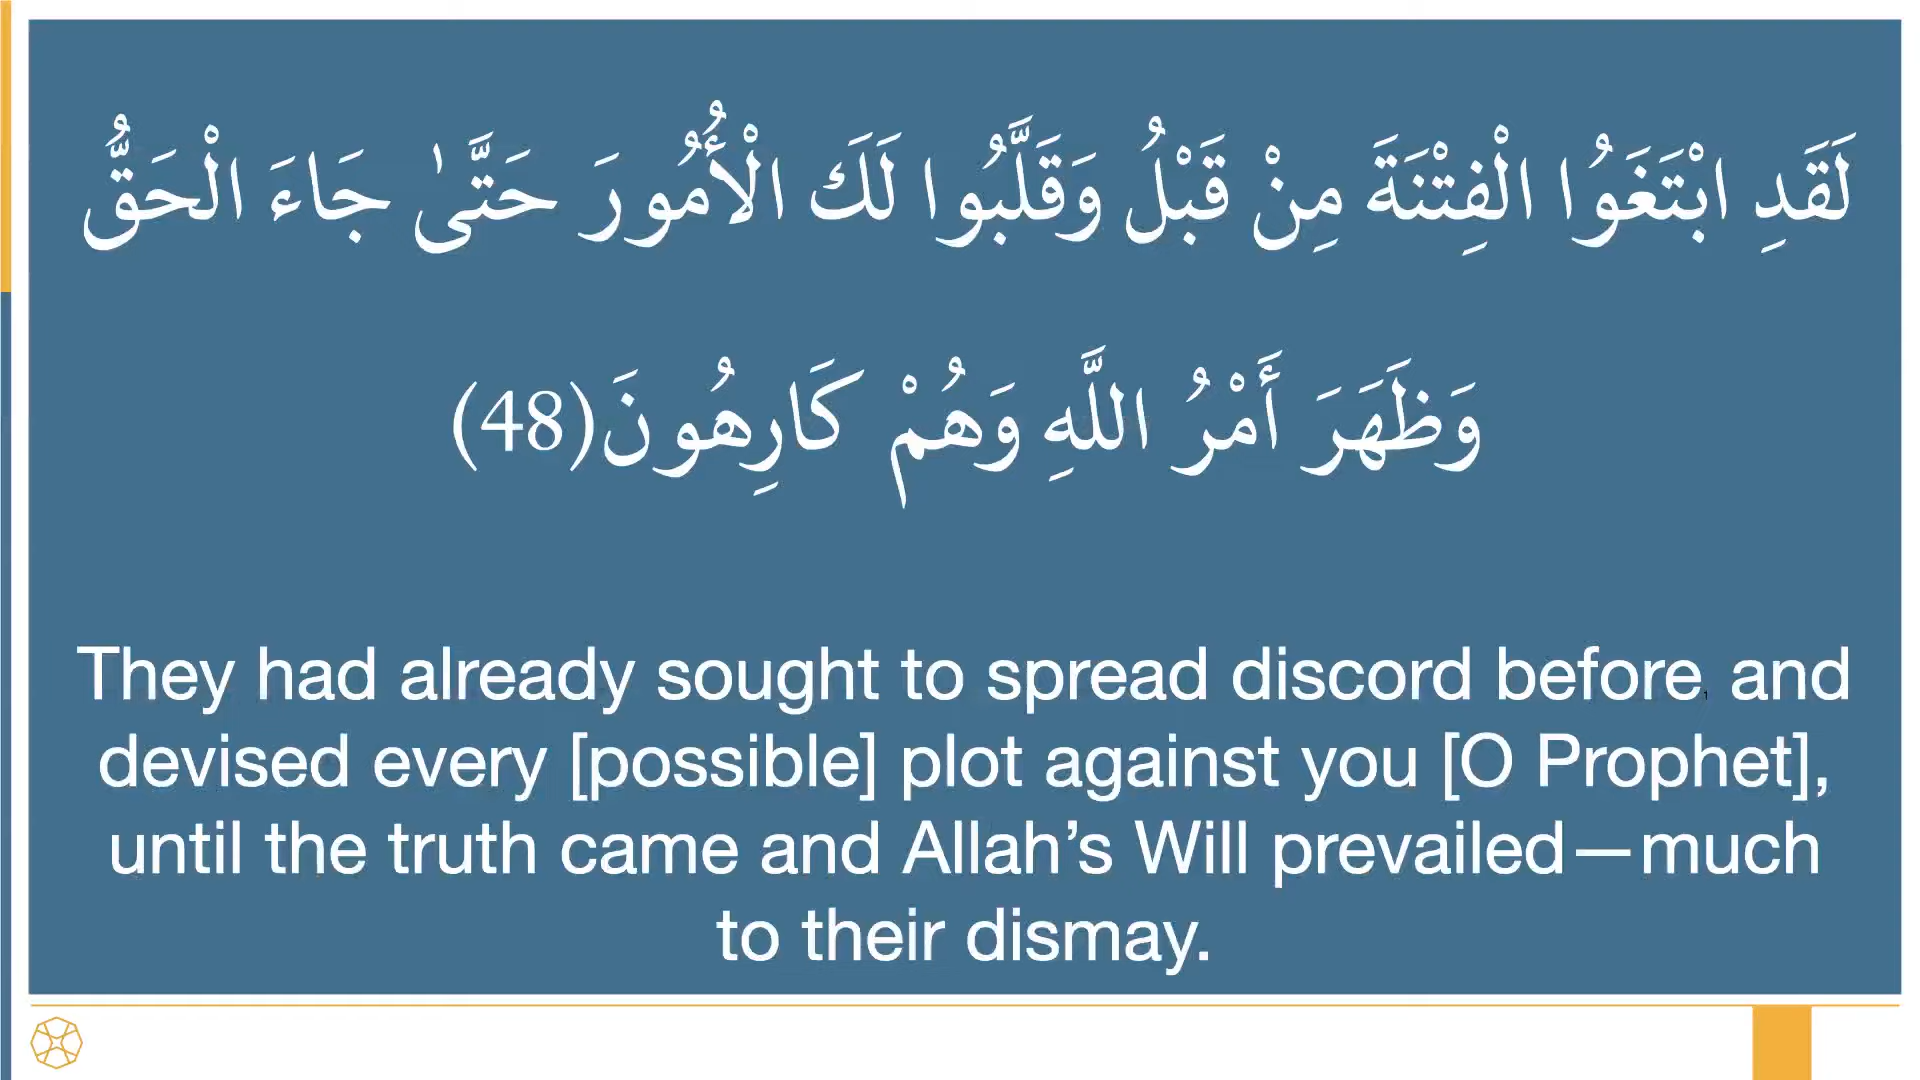 لَقَدِ ابْتَغَوُا الْفِتْنَةَ مِنْ قَبْلُ وَقَلَّبُوا لَكَ الْأُمُورَ حَتَّىٰ جَاءَ الْحَقُّ
وَظَهَرَ أَمْرُ اللَّهِ وَهُمْ كَارِهُونَ(48)
They had already sought to spread discord before, and
devised every [possible] plot against you [O Prophet],
until the truth came and Allah’s Will prevailed—much
to their dismay.